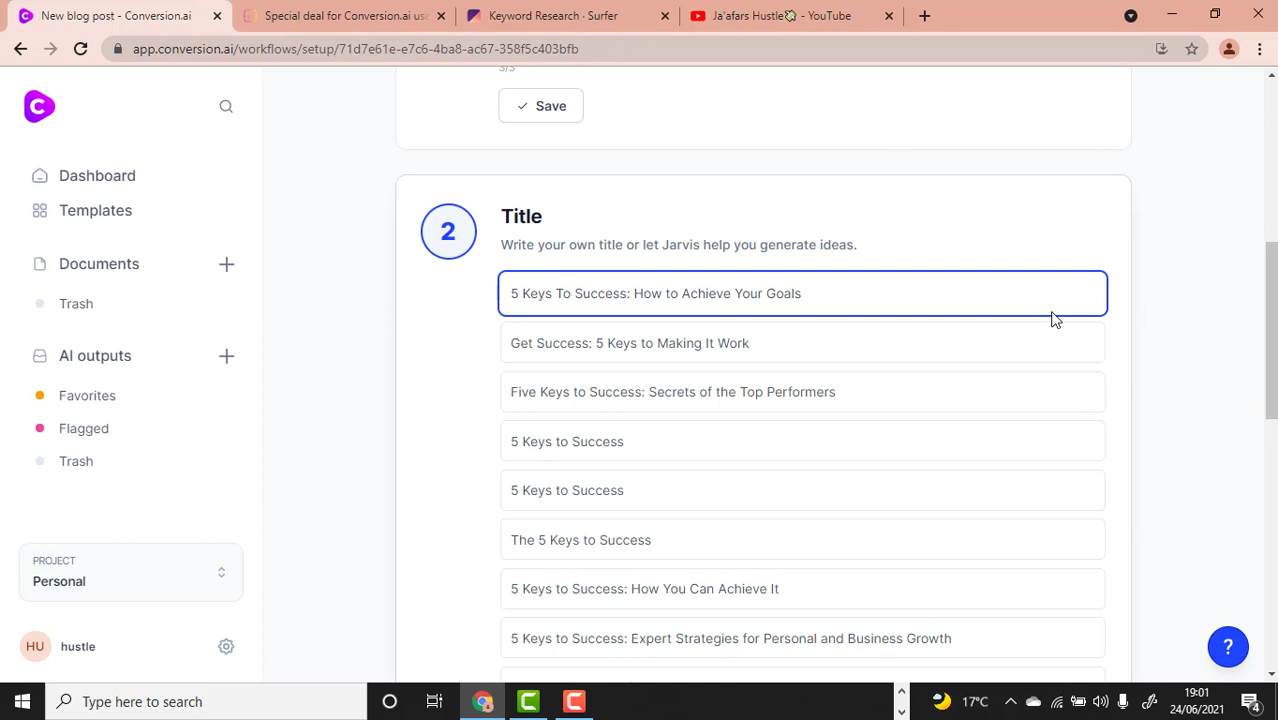 New blog post - Conversion.ai
Special deal for Conversion.ai use
Keyword Research · Surfer
Ja'afars Hustle - YouTube
app.conversion.ai/workflows/setup/71d7e61e-e7c6-4ba8-ac67-358f5c403bfb
C
Dashboard
Templates
Documents
Trash
AI outputs
Favorites
Flagged
Trash
PROJECT
Personal
HU
hustle
3/3
Save
2
Title
Write your own title or let Jarvis help you generate ideas.
5 Keys To Success: How to Achieve Your Goals
Get Success: 5 Keys to Making It Work
Five Keys to Success: Secrets of the Top Performers
5 Keys to Success
5 Keys to Success
The 5 Keys to Success
5 Keys to Success: How You Can Achieve It
5 Keys to Success: Expert Strategies for Personal and Business Growth
?
Type here to search
17°C
19:01
24/06/2021
4